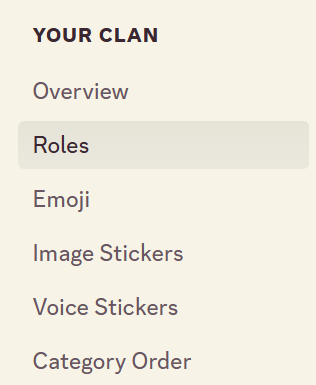 YOUR CLAN
Overview
Roles
Emoji
Image Stickers
Voice Stickers
Category Order